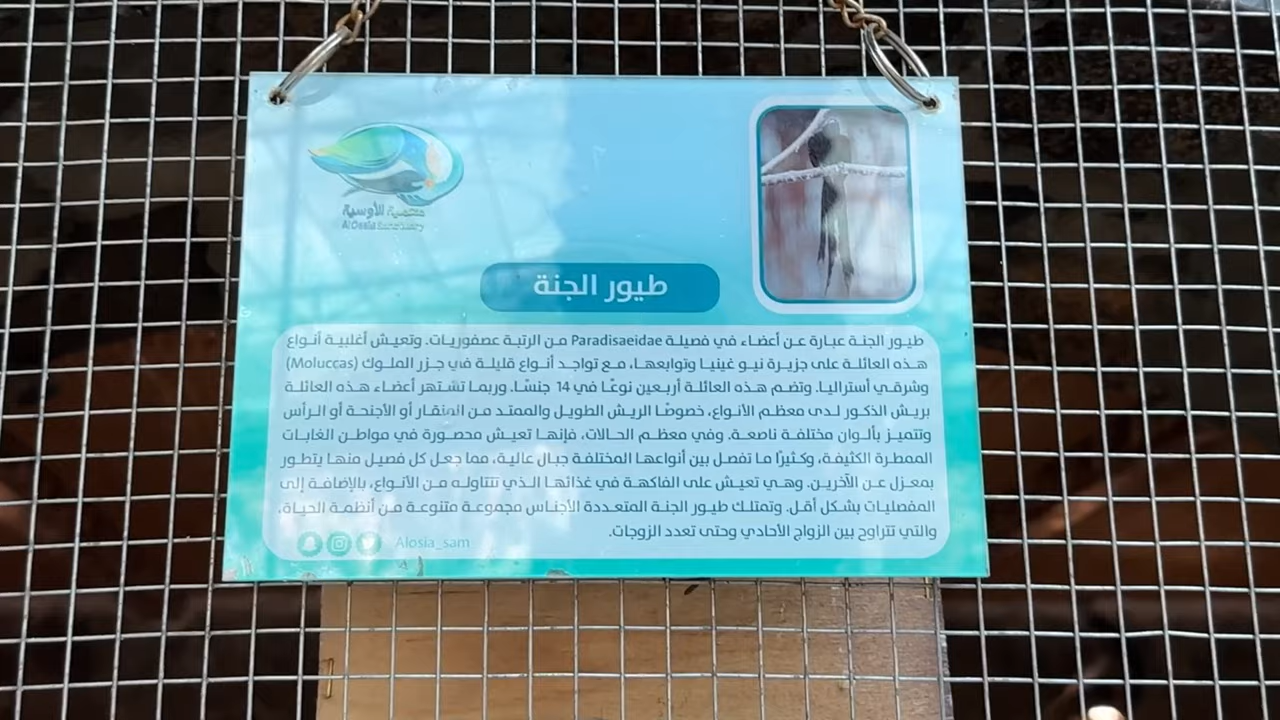 محمية الأوسية
Al Oasia Sanctuary
طيور الجنة
طيور الجنة عبارة عن أعضاء في فصيلة Paradisaeidae من الرتبة عصفوريات. وتعيش أغلبية أنواع
هذه العائلة على جزيرة نيو غينيا وتوابعها، مع تواجد أنواع قليلة في جزر الملوك (Moluccas)
وشرقي أستراليا. وتضم هذه العائلة أربعين نوعًا في 14 جنسًا. وربما تشتهر أعضاء هذه العائلة
بريش الذكور لدى معظم الأنواع، خصوصًا الريش الطويل والممتد من المنقار أو الأجنحة أو الرأس
وتتميز بألوان مختلفة ناصعة. وفي معظم الحالات، فإنها تعيش محصورة في مواطن الغابات
الممطرة الكثيفة، وكثيرًا ما تفصل بين أنواعها المختلفة جبال عالية، مما جعل كل فصيل منها يتطور
بمعزل عن الآخرين. وهي تعيش على الفاكهة في غذائها الذي تتناوله من الأنواع، بالإضافة إلى
المفصليات بشكل أقل. وتمتلك طيور الجنة المتعددة الأجناس مجموعة متنوعة من أنظمة الحياة،
والتي تتراوح بين الزواج الأحادي وحتى تعدد الزوجات.
Alosia_sam